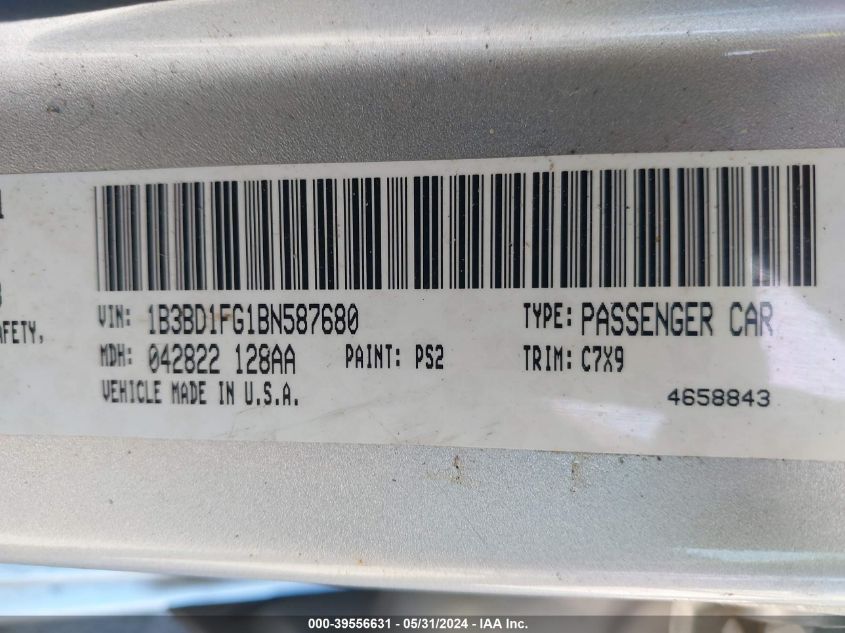 AFETY,
VIN: 1B3BD1FG1BN587680 TYPE: PASSENGER CAR
MDH: 042822 128AA PAINT: PS2 TRIM: C7X9
VEHICLE MADE IN U.S.A. 4658843
000-39556631 - 05/31/2024 - IAA Inc.